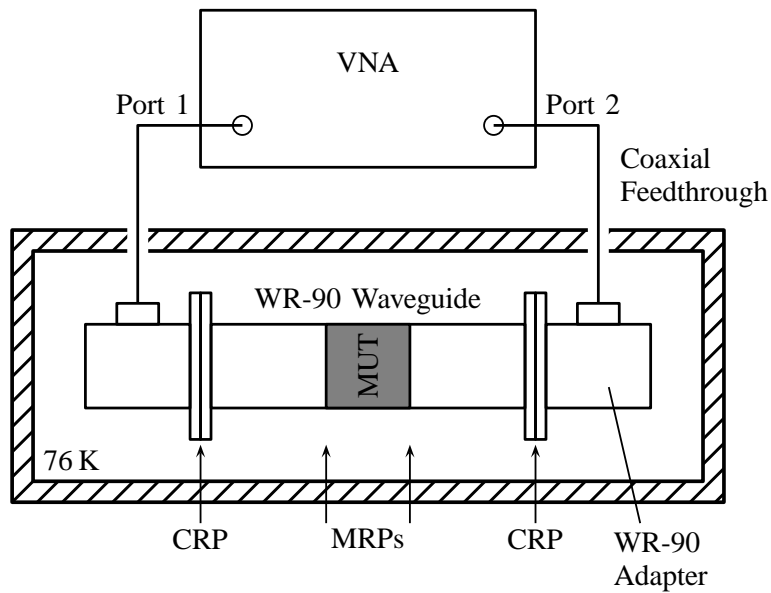 VNA
Port 1
Port 2
Coaxial
Feedthrough
WR-90 Waveguide
MUT
76 K
CRP
MRPs
CRP
WR-90
Adapter